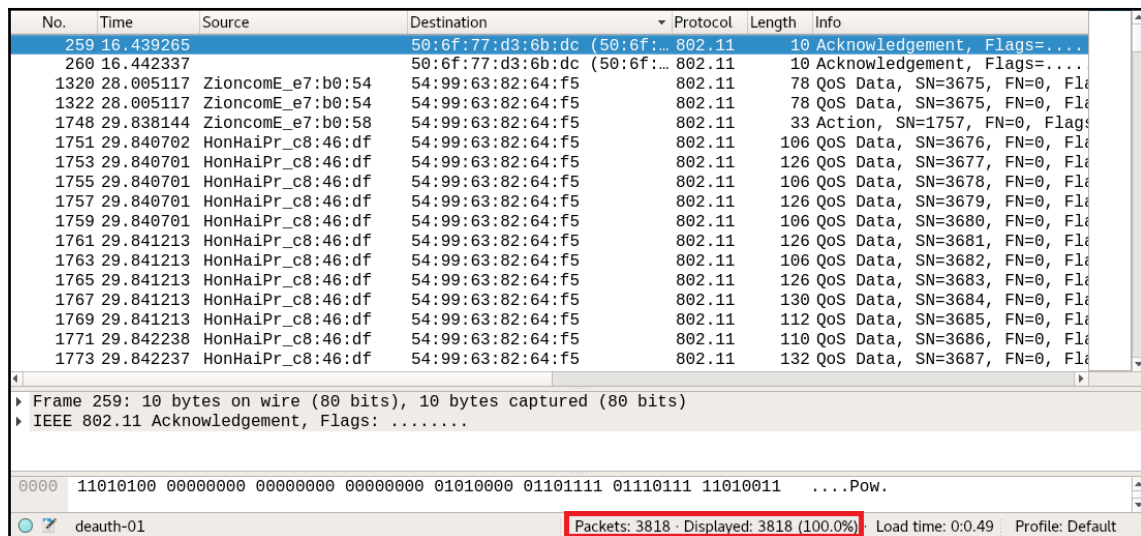 No. Time Source Destination Protocol Length Info
259 16.439265 50:6f:77:d3:6b:dc (50:6f:… 802.11 10 Acknowledgement, Flags=....
260 16.442337 50:6f:77:d3:6b:dc (50:6f:… 802.11 10 Acknowledgement, Flags=....
1320 28.005117 ZioncomE_e7:b0:54 54:99:63:82:64:f5 802.11 78 QoS Data, SN=3675, FN=0, Fla
1322 28.005117 ZioncomE_e7:b0:54 54:99:63:82:64:f5 802.11 78 QoS Data, SN=3675, FN=0, Fla
1748 29.838144 ZioncomE_e7:b0:58 54:99:63:82:64:f5 802.11 33 Action, SN=1757, FN=0, Flags
1751 29.840702 HonHaiPr_c8:46:df 54:99:63:82:64:f5 802.11 106 QoS Data, SN=3676, FN=0, Fla
1753 29.840701 HonHaiPr_c8:46:df 54:99:63:82:64:f5 802.11 126 QoS Data, SN=3677, FN=0, Fla
1755 29.840701 HonHaiPr_c8:46:df 54:99:63:82:64:f5 802.11 106 QoS Data, SN=3678, FN=0, Fla
1757 29.840701 HonHaiPr_c8:46:df 54:99:63:82:64:f5 802.11 126 QoS Data, SN=3679, FN=0, Fla
1759 29.840701 HonHaiPr_c8:46:df 54:99:63:82:64:f5 802.11 106 QoS Data, SN=3680, FN=0, Fla
1761 29.841213 HonHaiPr_c8:46:df 54:99:63:82:64:f5 802.11 126 QoS Data, SN=3681, FN=0, Fla
1763 29.841213 HonHaiPr_c8:46:df 54:99:63:82:64:f5 802.11 106 QoS Data, SN=3682, FN=0, Fla
1765 29.841213 HonHaiPr_c8:46:df 54:99:63:82:64:f5 802.11 126 QoS Data, SN=3683, FN=0, Fla
1767 29.841213 HonHaiPr_c8:46:df 54:99:63:82:64:f5 802.11 130 QoS Data, SN=3684, FN=0, Fla
1769 29.841213 HonHaiPr_c8:46:df 54:99:63:82:64:f5 802.11 112 QoS Data, SN=3685, FN=0, Fla
1771 29.842238 HonHaiPr_c8:46:df 54:99:63:82:64:f5 802.11 110 QoS Data, SN=3686, FN=0, Fla
1773 29.842237 HonHaiPr_c8:46:df 54:99:63:82:64:f5 802.11 132 QoS Data, SN=3687, FN=0, Fla
Frame 259: 10 bytes on wire (80 bits), 10 bytes captured (80 bits)
IEEE 802.11 Acknowledgement, Flags: ........
0000 11010100 00000000 00000000 00000000 01010000 01101111 01110111 11010011 ....Pow.
deauth-01 Packets: 3818 · Displayed: 3818 (100.0%) · Load time: 0:0.49 Profile: Default